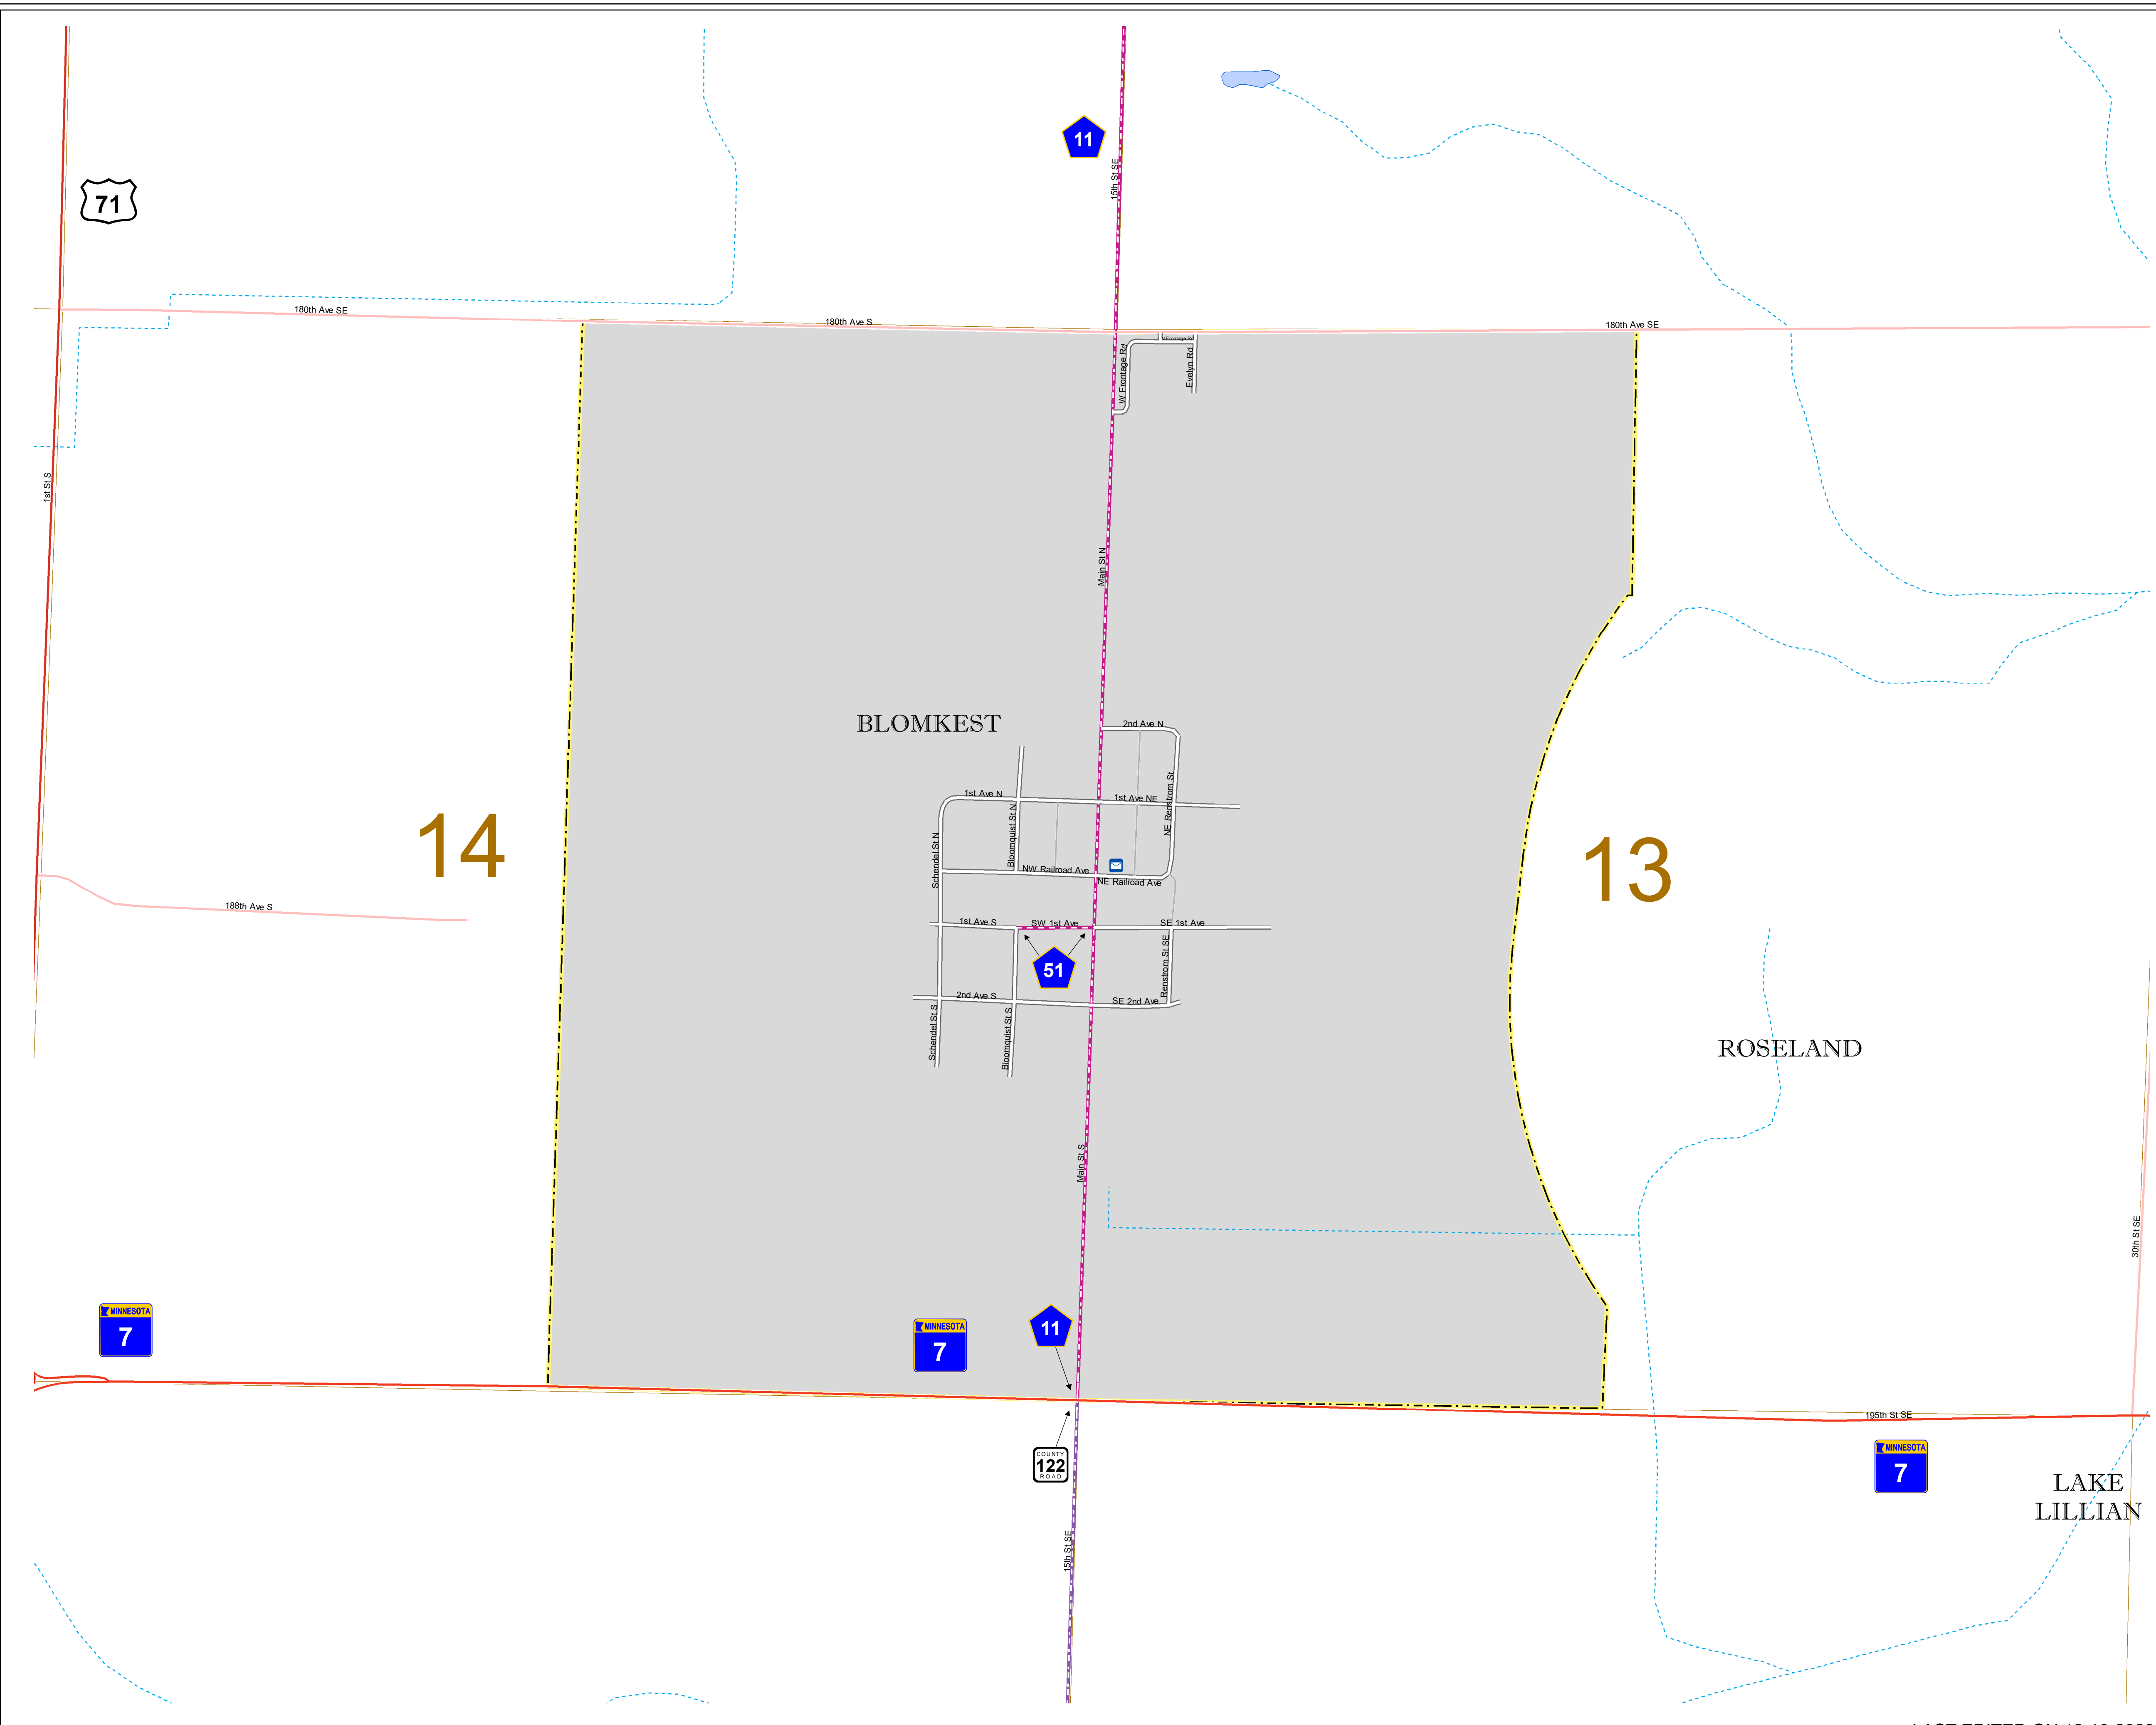 11
15th St SE
71
180th Ave SE
180th Ave S
180th Ave SE
N Frontage Rd
W Frontage Rd
Evelyn Rd
1st St S
Main St N
BLOMKEST
2nd Ave N
1st Ave N
1st Ave NE
NE Renstrom St
Bloomquist St N
Schendel St N
14
13
NW Railroad Ave
NE Railroad Ave
188th Ave S
1st Ave S
SW 1st Ave
SE 1st Ave
51
Renstrom St SE
2nd Ave S
SE 2nd Ave
Schendel St S
Bloomquist St S
ROSELAND
Main St S
30th St SE
MINNESOTA
7
MINNESOTA
7
11
195th St SE
COUNTY
122
ROAD
MINNESOTA
7
LAKE
LILLIAN
15th St SE